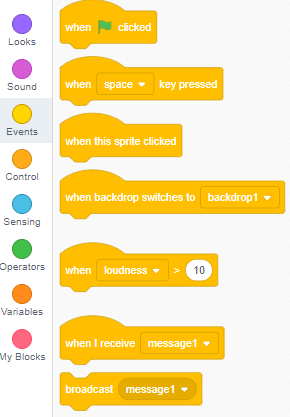 Looks
Sound
Events
Control
Sensing
Operators
Variables
My Blocks
when clicked
when space key pressed
when this sprite clicked
when backdrop switches to backdrop1
when loudness > 10
when I receive message1
broadcast message1